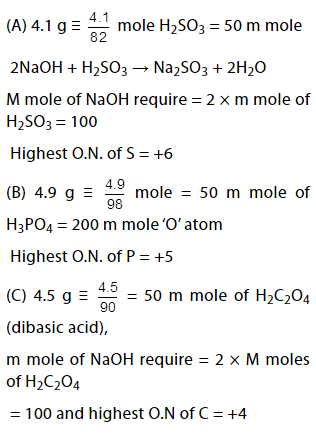 (A) 4.1 g ≡ 4.1/82 mole H₂SO₃ = 50 m mole
2NaOH + H₂SO₃ → Na₂SO₃ + 2H₂O
M mole of NaOH require = 2 × m mole of
H₂SO₃ = 100
Highest O.N. of S = +6
(B) 4.9 g ≡ 4.9/98 mole = 50 m mole of
H₃PO₄ = 200 m mole ‘O’ atom
Highest O.N. of P = +5
(C) 4.5 g ≡ 4.5/90 = 50 m mole of H₂C₂O₄
(dibasic acid),
m mole of NaOH require = 2 × M moles
of H₂C₂O₄
= 100 and highest O.N of C = +4